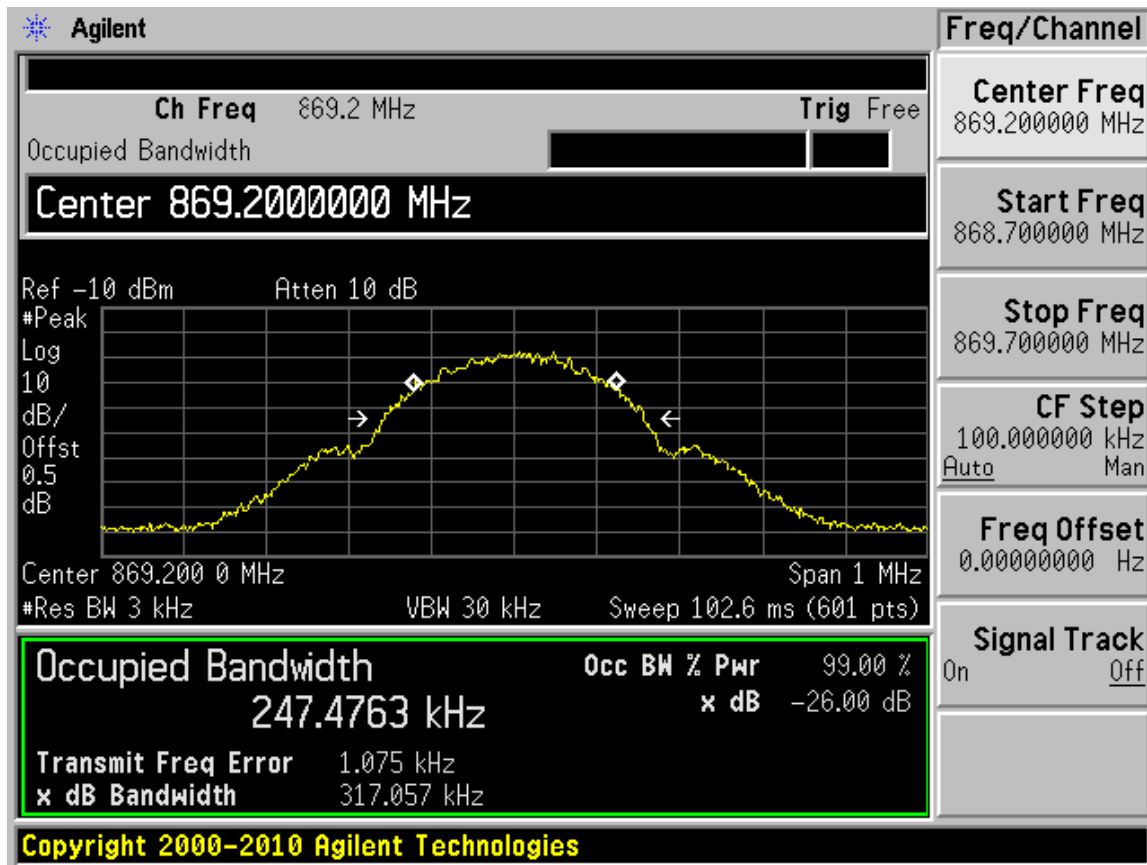 Agilent
Freq/Channel
Ch Freq 869.2 MHz Trig Free
Occupied Bandwidth
Center 869.2000000 MHz
Ref -10 dBm Atten 10 dB
#Peak
Log
10
dB/
Offst
0.5
dB
Center 869.200 0 MHz Span 1 MHz
#Res BW 3 kHz VBW 30 kHz Sweep 102.6 ms (601 pts)
Occupied Bandwidth Occ BW % Pwr 99.00 %
247.4763 kHz x dB -26.00 dB
Transmit Freq Error 1.075 kHz
x dB Bandwidth 317.057 kHz
Center Freq
869.200000 MHz
Start Freq
868.700000 MHz
Stop Freq
869.700000 MHz
CF Step
100.000000 kHz
Auto Man
Freq Offset
0.00000000 Hz
Signal Track
On Off
Copyright 2000-2010 Agilent Technologies